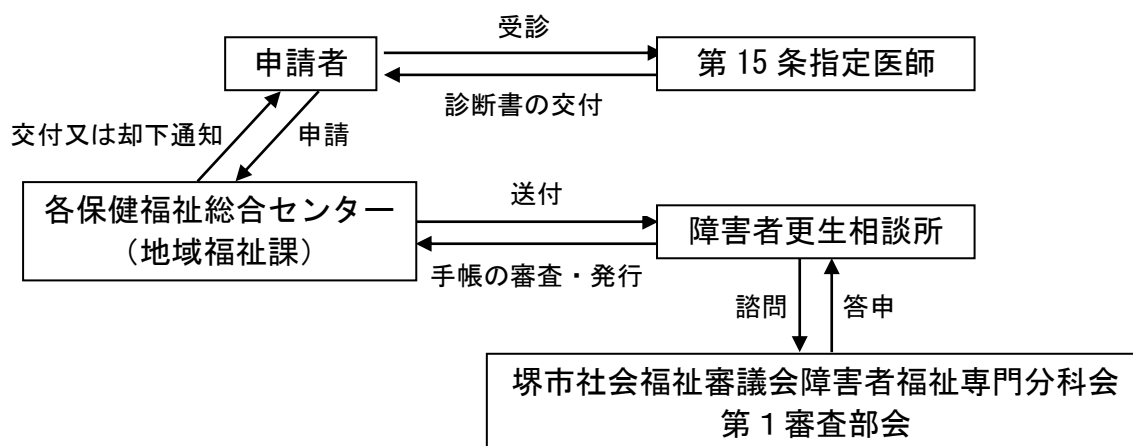 受診
申請者
第 15 条指定医師
診断書の交付
交付又は却下通知
申請
各保健福祉総合センター
（地域福祉課）
送付
障害者更生相談所
手帳の審査・発行
諮問
答申
堺市社会福祉審議会障害者福祉専門分科会
第１審査部会